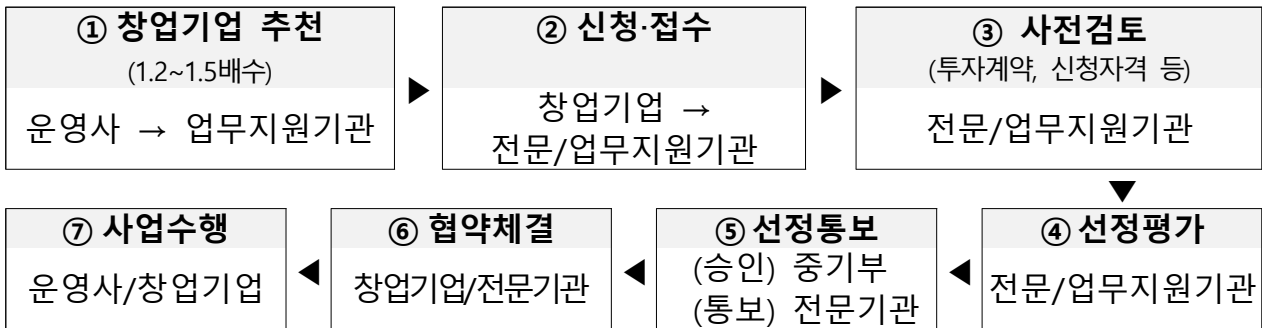 ① 창업기업 추천
(1.2~1.5배수)
운영사 → 업무지원기관
② 신청·접수
창업기업 →
전문/업무지원기관
③ 사전검토
(투자계약, 신청자격 등)
전문/업무지원기관
④ 선정평가
전문/업무지원기관
⑤ 선정통보
(승인) 중기부
(통보) 전문기관
⑥ 협약체결
창업기업/전문기관
⑦ 사업수행
운영사/창업기업